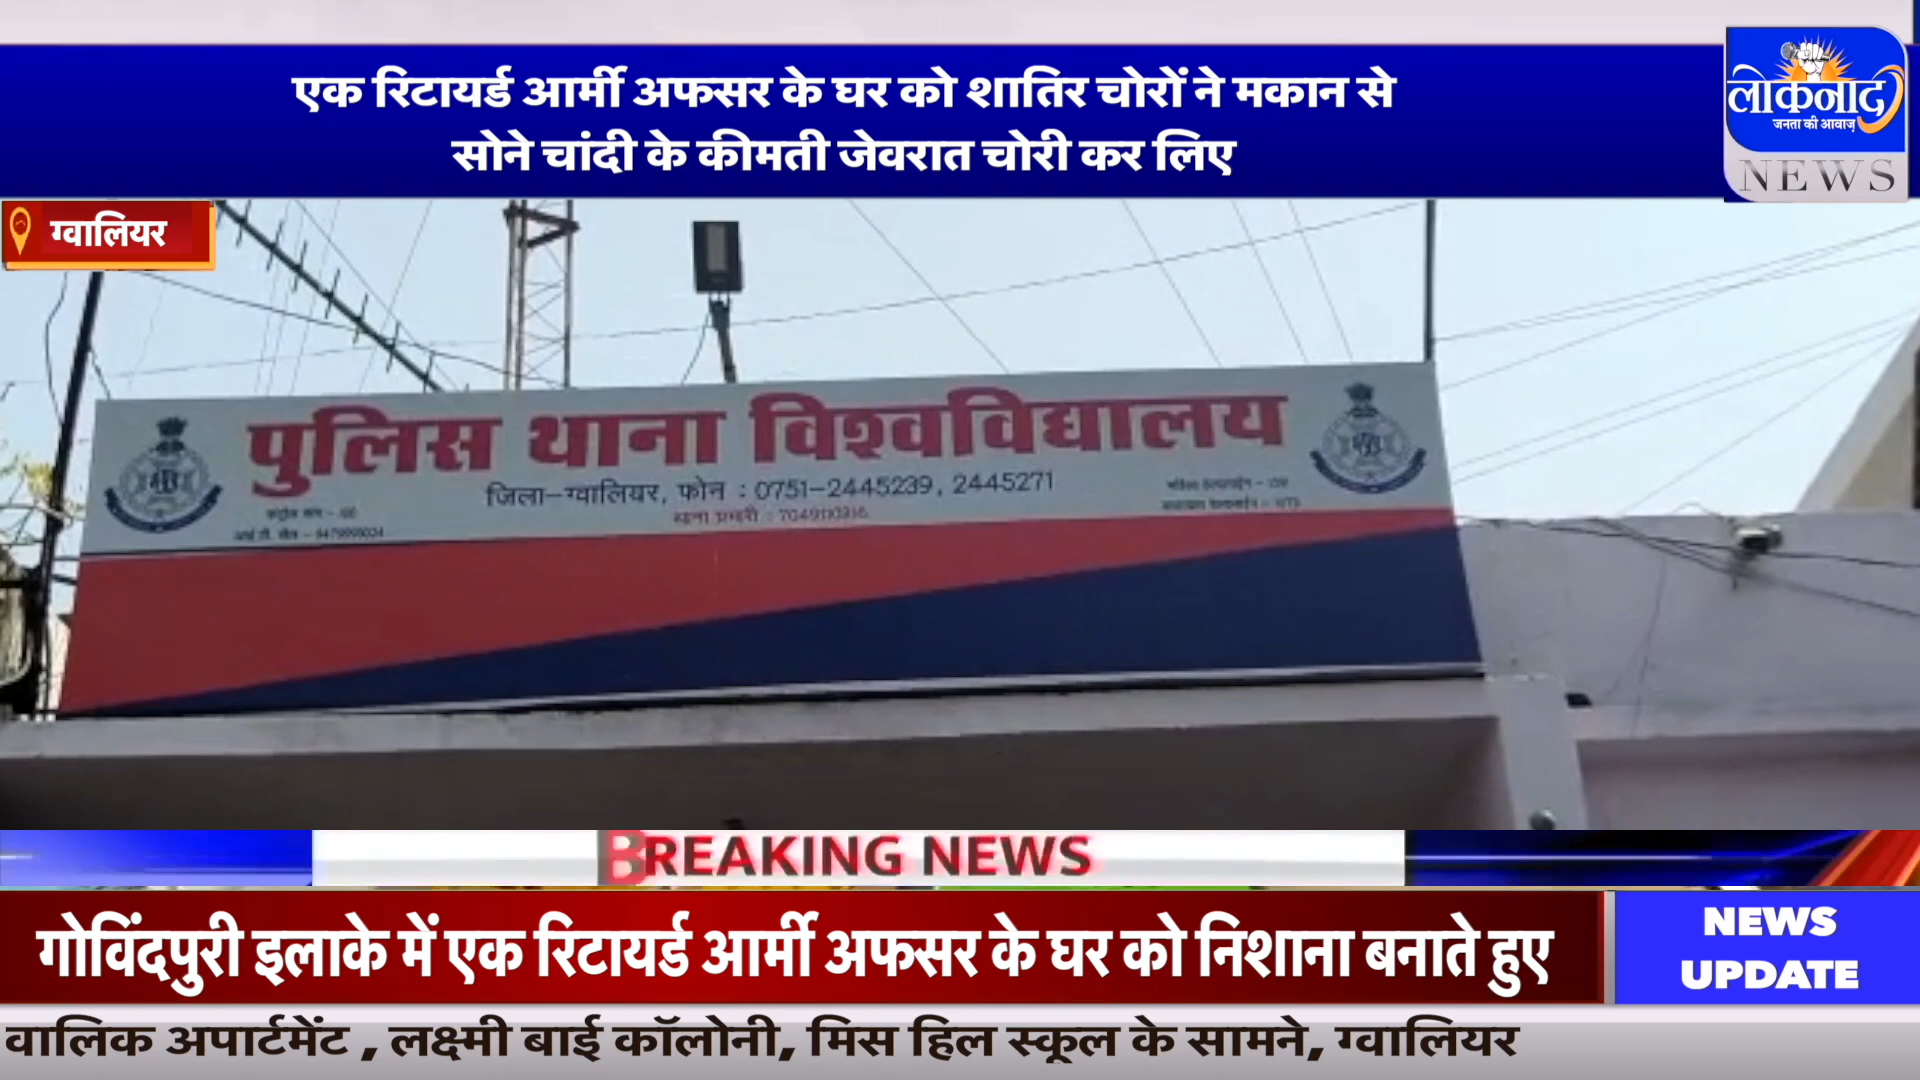 एक रिटायर्ड आर्मी अफसर के घर को शातिर चोरों ने मकान से
सोने चांदी के कीमती जेवरात चोरी कर लिए
लोकनाद
जनता की आवाज़
NEWS
ग्वालियर
पुलिस थाना विश्वविद्यालय
जिला-ग्वालियर, फोन : 0751-2445239, 2445271
BREAKING NEWS
गोविंदपुरी इलाके में एक रिटायर्ड आर्मी अफसर के घर को निशाना बनाते हुए
NEWS
UPDATE
वालिक अपार्टमेंट , लक्ष्मी बाई कॉलोनी, मिस हिल स्कूल के सामने, ग्वालियर